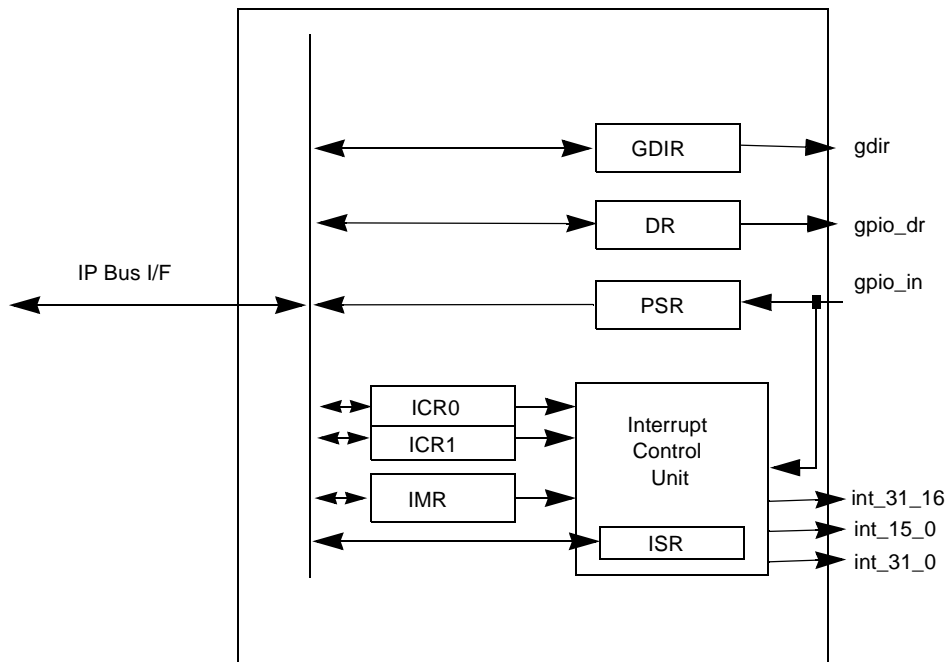 GDIR
gdir
DR
gpio_dr
IP Bus I/F
gpio_in
PSR
ICR0
ICR1
IMR
Interrupt
Control
Unit
ISR
int_31_16
int_15_0
int_31_0